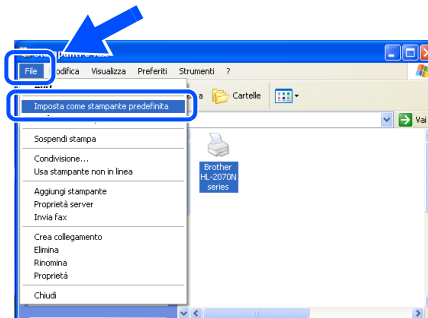 File Modifica Visualizza Preferiti Strumenti ?
a Cartelle
Imposta come stampante predefinita
Vai
Sospendi stampa
Condivisione...
Usa stampante non in linea
Aggiungi stampante
Proprietà server
Invia fax
Crea collegamento
Elimina
Rinomina
Proprietà
Chiudi
Brother
HL-2070N
series